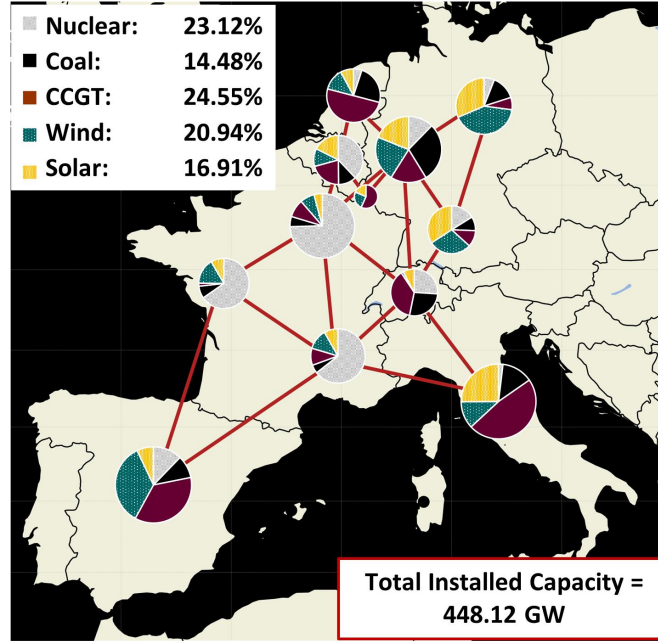 Nuclear: 23.12%
Coal: 14.48%
CCGT: 24.55%
Wind: 20.94%
Solar: 16.91%
Total Installed Capacity =
448.12 GW